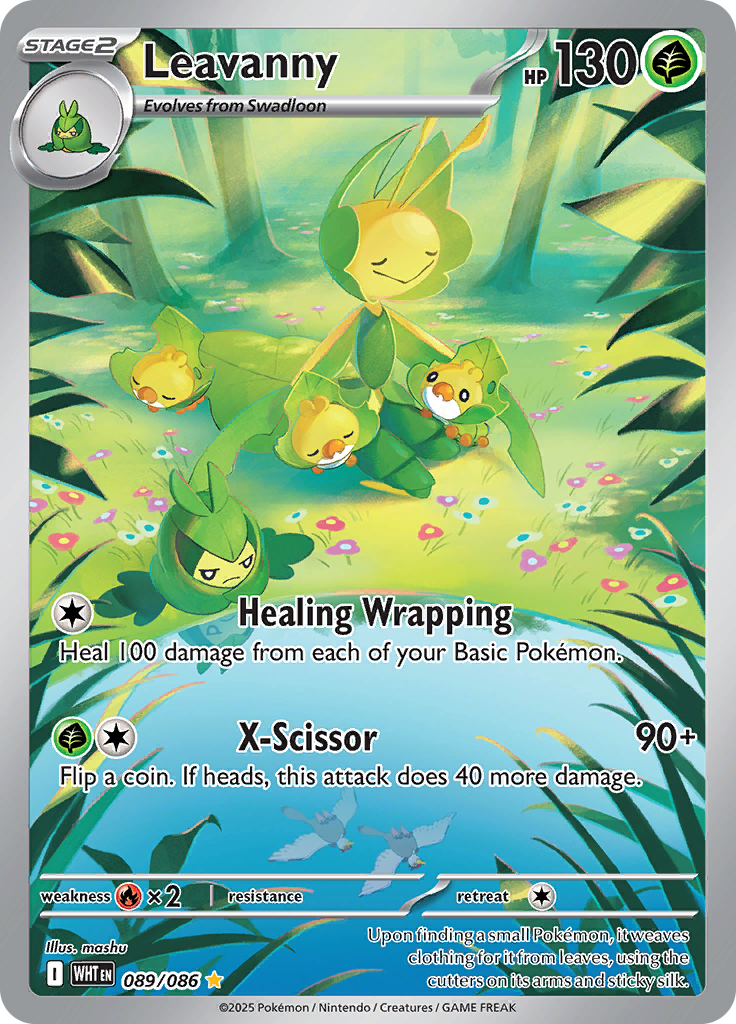 STAGE2
Leavanny
HP 130
Evolves from Swadloon
Healing Wrapping
Heal 100 damage from each of your Basic Pokémon.
X-Scissor 90+
Flip a coin. If heads, this attack does 40 more damage.
weakness ×2 resistance retreat
Illus. mashu
Upon finding a small Pokémon, it weaves
clothing for it from leaves, using the
cutters on its arms and sticky silk.
I WHT EN 089/086
©2025 Pokémon / Nintendo / Creatures / GAME FREAK